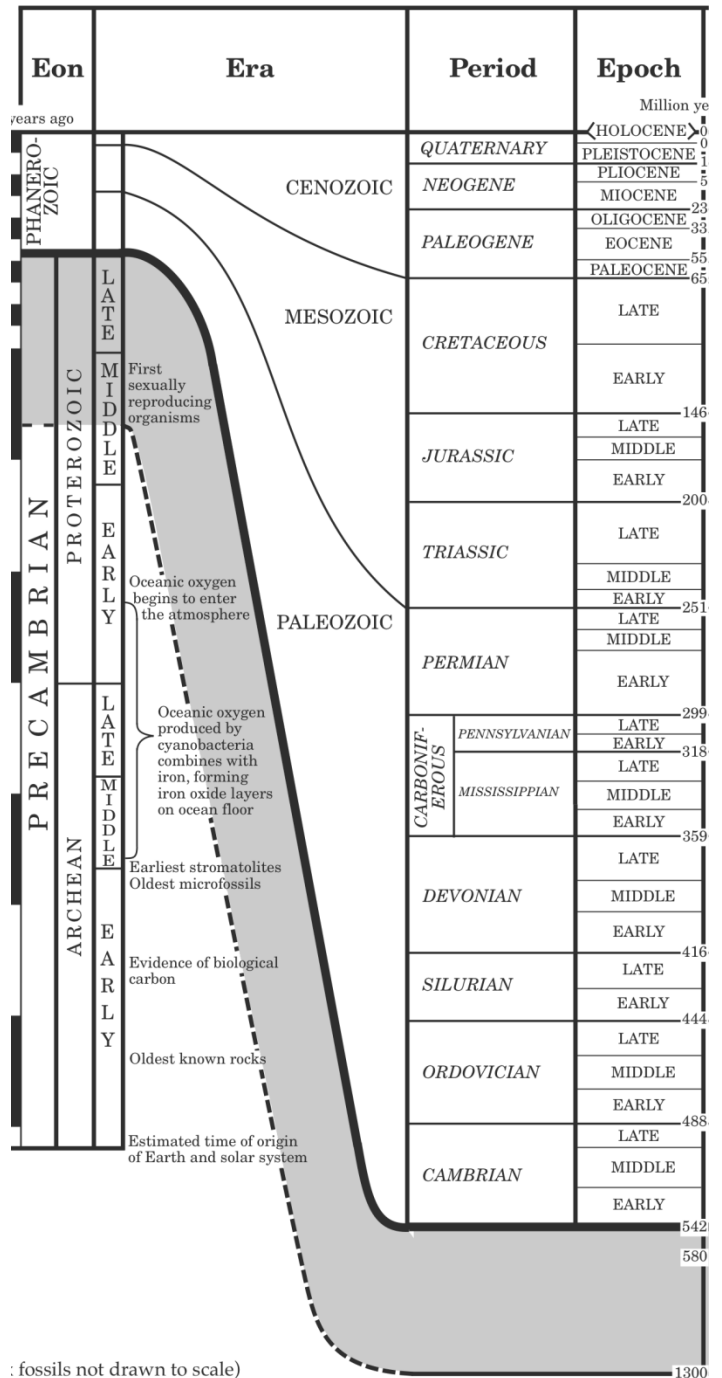 Eon
Era
Period
Epoch
years ago
Million ye
PHANERO-
ZOIC
PRECAMBRIAN
PROTEROZOIC
ARCHEAN
LATE
MIDDLE
EARLY
LATE
MIDDLE
EARLY
First
sexually
reproducing
organisms
Oceanic oxygen
begins to enter
the atmosphere
Oceanic oxygen
produced by
cyanobacteria
combines with
iron, forming
iron oxide layers
on ocean floor
Earliest stromatolites
Oldest microfossils
Evidence of biological
carbon
Oldest known rocks
Estimated time of origin
of Earth and solar system
CENOZOIC
MESOZOIC
PALEOZOIC
QUATERNARY
NEOGENE
PALEOGENE
CRETACEOUS
JURASSIC
TRIASSIC
PERMIAN
CARBONIF-
EROUS
PENNSYLVANIAN
MISSISSIPPIAN
DEVONIAN
SILURIAN
ORDOVICIAN
CAMBRIAN
HOLOCENE 0
0
PLEISTOCENE
1
PLIOCENE
5
MIOCENE
23
OLIGOCENE
33
EOCENE
55
PALEOCENE
65
LATE
EARLY
146
LATE
MIDDLE
EARLY
200
LATE
MIDDLE
EARLY
251
LATE
MIDDLE
EARLY
299
LATE
EARLY
318
LATE
MIDDLE
EARLY
359
LATE
MIDDLE
EARLY
416
LATE
EARLY
444
LATE
MIDDLE
EARLY
488
LATE
MIDDLE
EARLY
542
580
1300
fossils not drawn to scale)